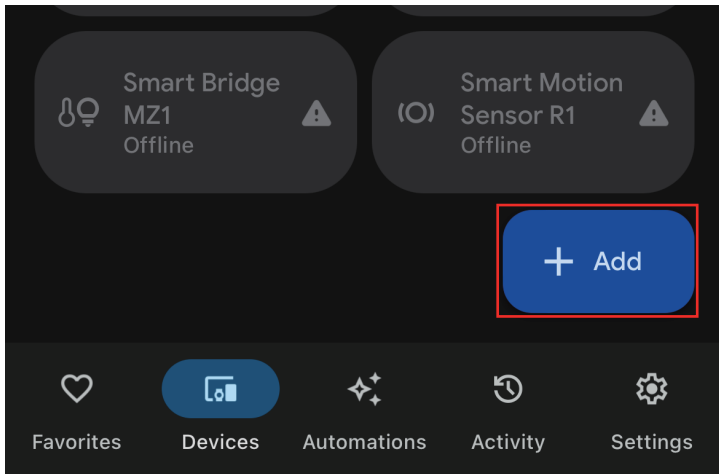 Smart Bridge
MZ1
Offline
Smart Motion
Sensor R1
Offline
Add
Favorites
Devices
Automations
Activity
Settings